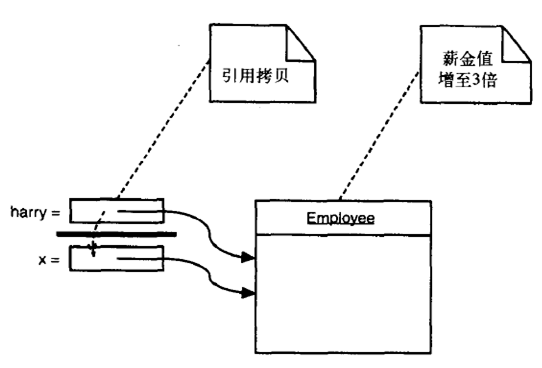 引用拷贝
薪金值
增至3倍
harry =
Employee
x =